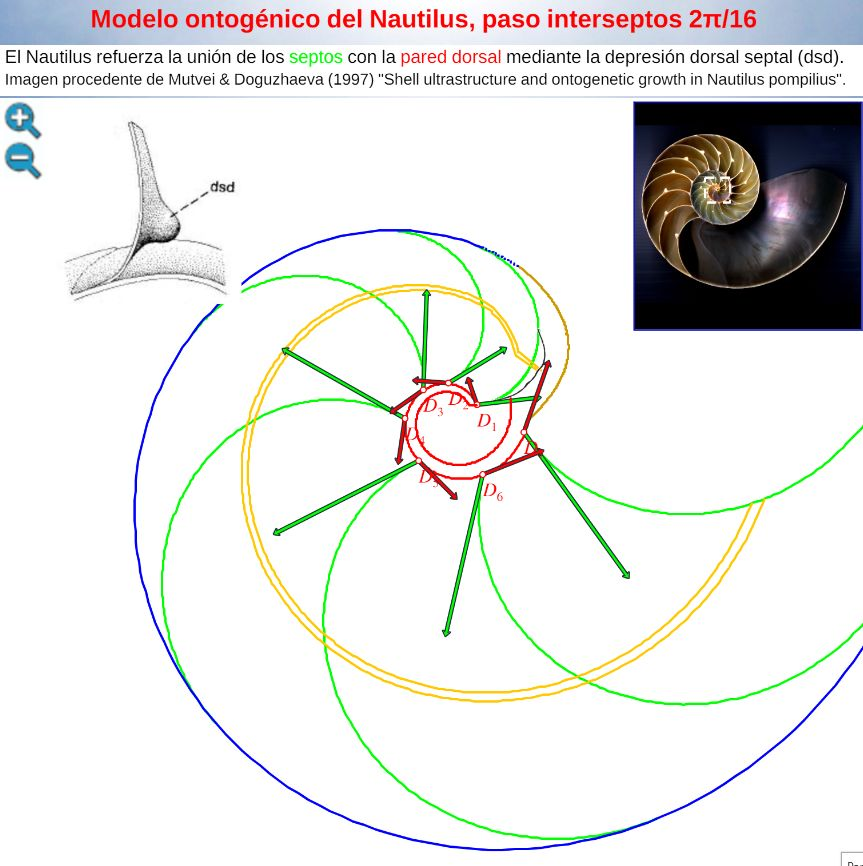 Modelo ontogénico del Nautilus, paso interseptos 2π/16
El Nautilus refuerza la unión de los septos con la pared dorsal mediante la depresión dorsal septal (dsd).
Imagen procedente de Mutvei & Doguzhaeva (1997) "Shell ultrastructure and ontogenetic growth in Nautilus pompilius".
dsd
D3
D2
D1
D4
D5
D6